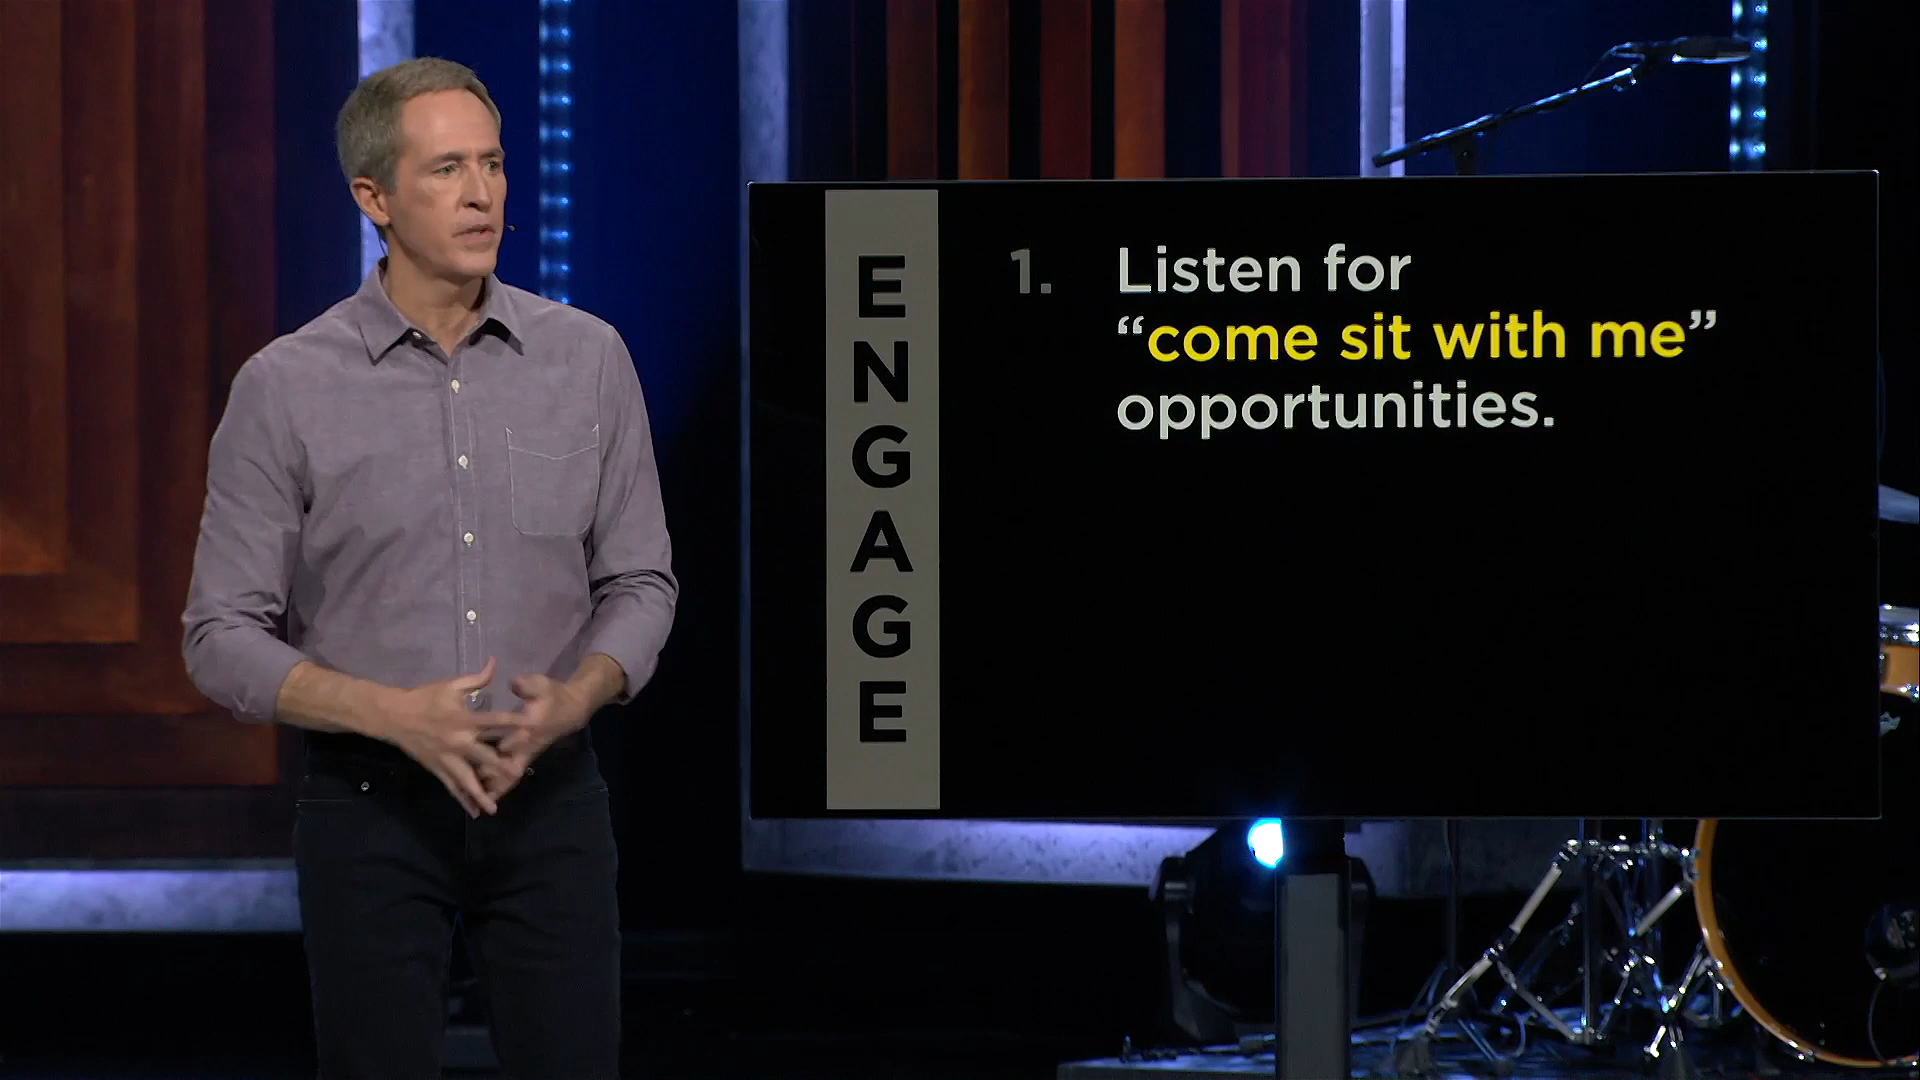 ENGAGE
1. Listen for
“come sit with me”
opportunities.